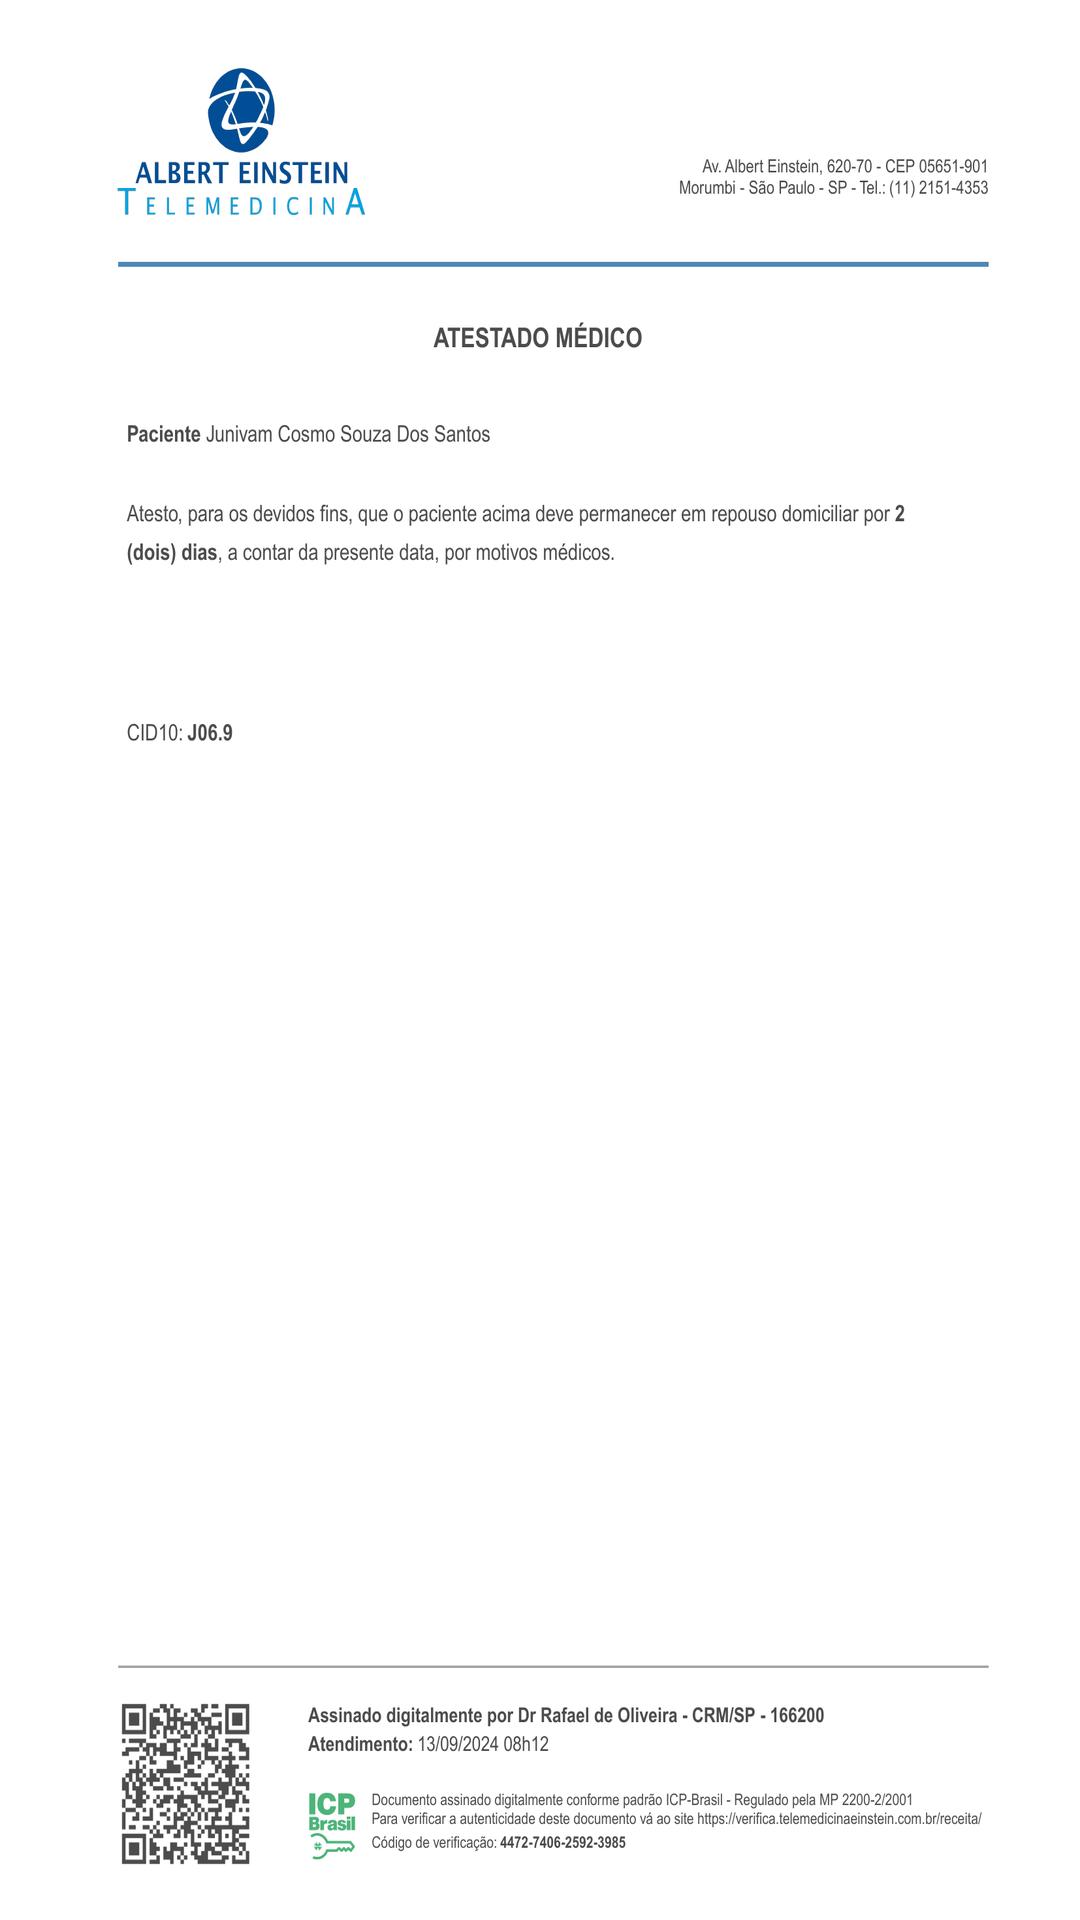 ALBERT EINSTEIN
TELEMEDICINA
Av. Albert Einstein, 620-70 - CEP 05651-901
Morumbi - São Paulo - SP - Tel.: (11) 2151-4353
ATESTADO MÉDICO
Paciente Junivam Cosmo Souza Dos Santos
Atesto, para os devidos fins, que o paciente acima deve permanecer em repouso domiciliar por 2
(dois) dias, a contar da presente data, por motivos médicos.
CID10: J06.9
Assinado digitalmente por Dr Rafael de Oliveira - CRM/SP - 166200
Atendimento: 13/09/2024 08h12
ICP
Brasil
Documento assinado digitalmente conforme padrão ICP-Brasil - Regulado pela MP 2200-2/2001
Para verificar a autenticidade deste documento vá ao site https://verifica.telemedicinaeinstein.com.br/receita/
Código de verificação: 4472-7406-2592-3985